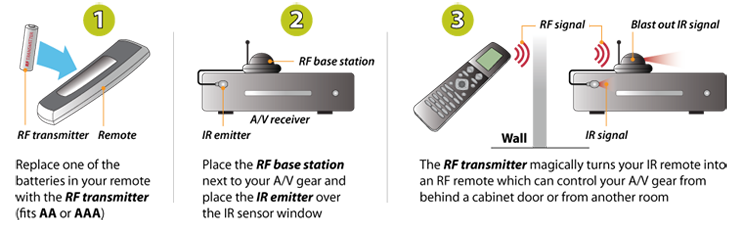 1
RF TRANSMITTER
RF transmitter Remote
Replace one of the
batteries in your remote
with the RF transmitter
(fits AA or AAA)
2
RF base station
A/V receiver
IR emitter
Place the RF base station
next to your A/V gear and
place the IR emitter over
the IR sensor window
3
RF signal
Blast out IR signal
IR signal
Wall
The RF transmitter magically turns your IR remote into
an RF remote which can control your A/V gear from
behind a cabinet door or from another room